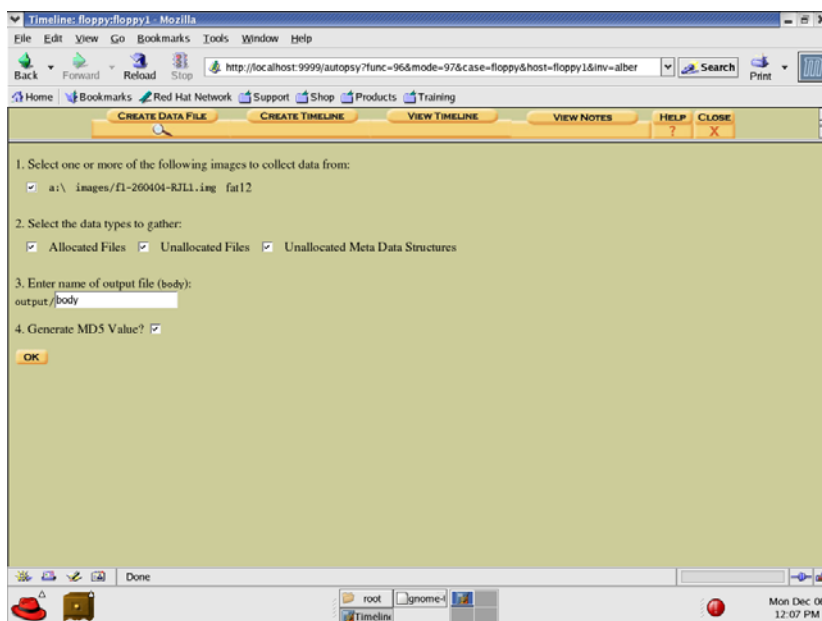 Timeline: floppy:floppy1 - Mozilla
File Edit View Go Bookmarks Tools Window Help
Back Forward Reload Stop http://localhost:9999/autopsy?func=96&mode=97&case=floppy&host=floppy1&inv=alber Search Print
Home Bookmarks Red Hat Network Support Shop Products Training
CREATE DATA FILE CREATE TIMELINE VIEW TIMELINE VIEW NOTES HELP CLOSE
? X
1. Select one or more of the following images to collect data from:
a:\ images/fl-260404-RJL1.img fat12
2. Select the data types to gather:
Allocated Files Unallocated Files Unallocated Meta Data Structures
3. Enter name of output file (body):
output/body
4. Generate MD5 Value?
OK
Done
root gnome-
Timeline
Mon Dec 0
12:07 PM